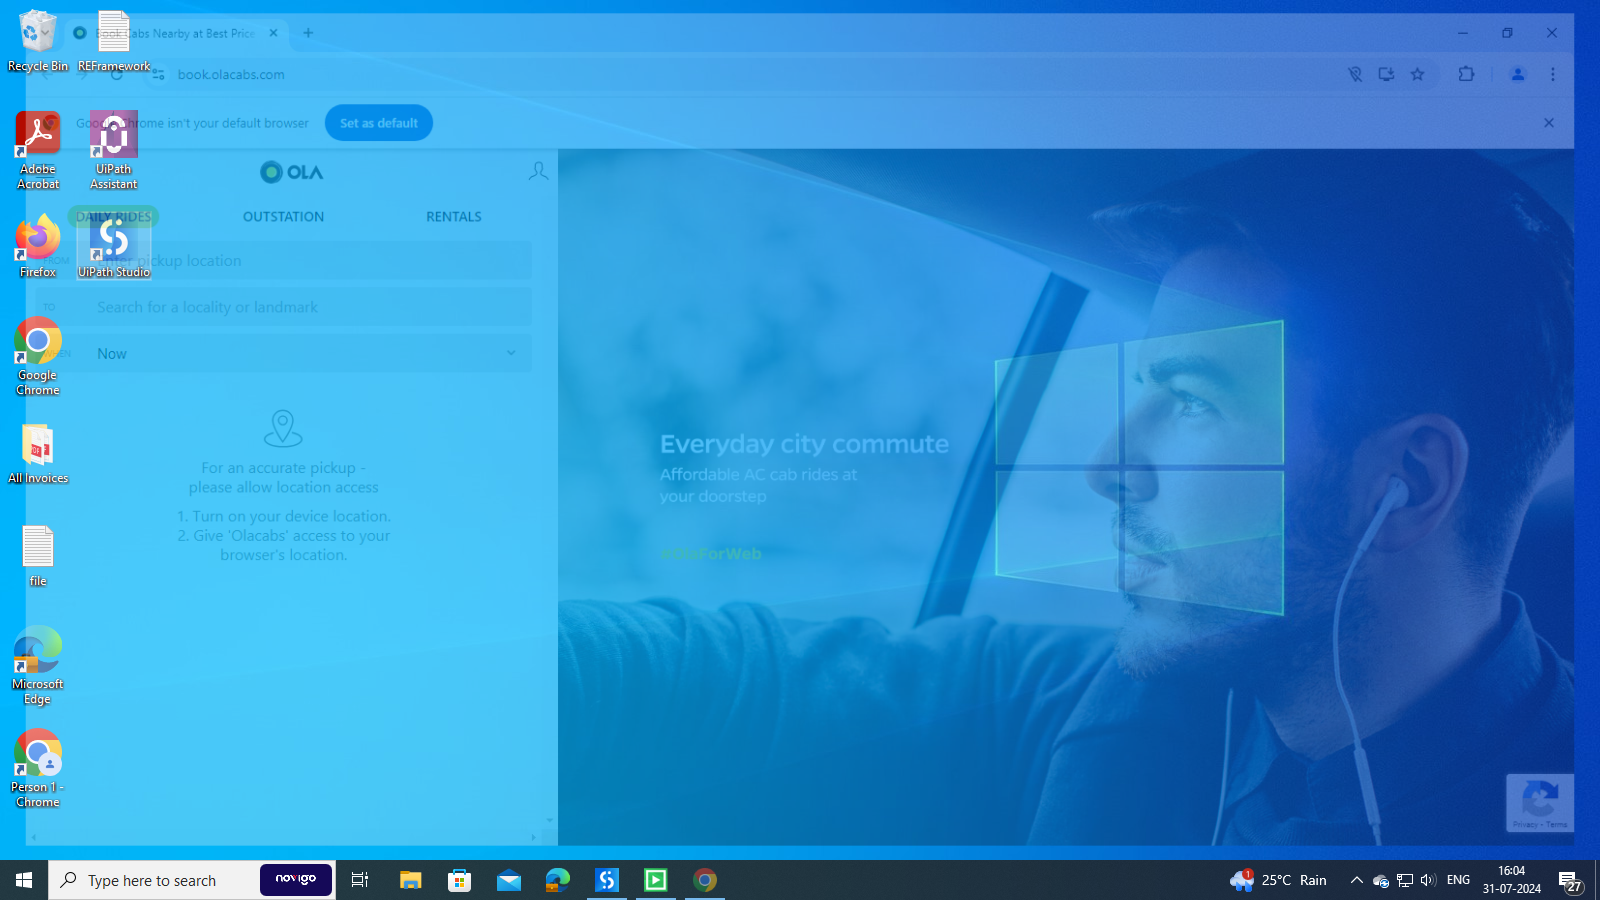 Recycle Bin
REFramework
Adobe
Acrobat
UiPath
Assistant
Firefox
UiPath Studio
Google
Chrome
All Invoices
file
Microsoft
Edge
Person 1 -
Chrome
Book Cabs Nearby at Best Price
book.olacabs.com
Google Chrome isn't your default browser
Set as default
OLA
DAILY RIDES
OUTSTATION
RENTALS
FROM
Enter pickup location
TO
Search for a locality or landmark
WHEN
Now
For an accurate pickup -
please allow location access
1. Turn on your device location.
2. Give 'Olacabs' access to your
browser's location.
Everyday city commute
Affordable AC cab rides at
your doorstep
#OlaForWeb
Privacy - Terms
Type here to search
novigo
1
25°C Rain
ENG
16:04
31-07-2024
27